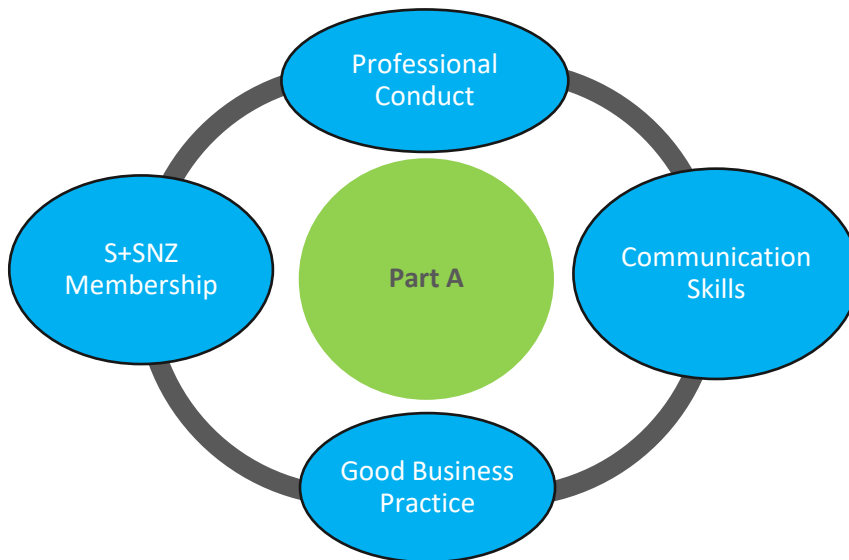 Professional
Conduct
S+SNZ
Membership
Part A
Communication
Skills
Good Business
Practice